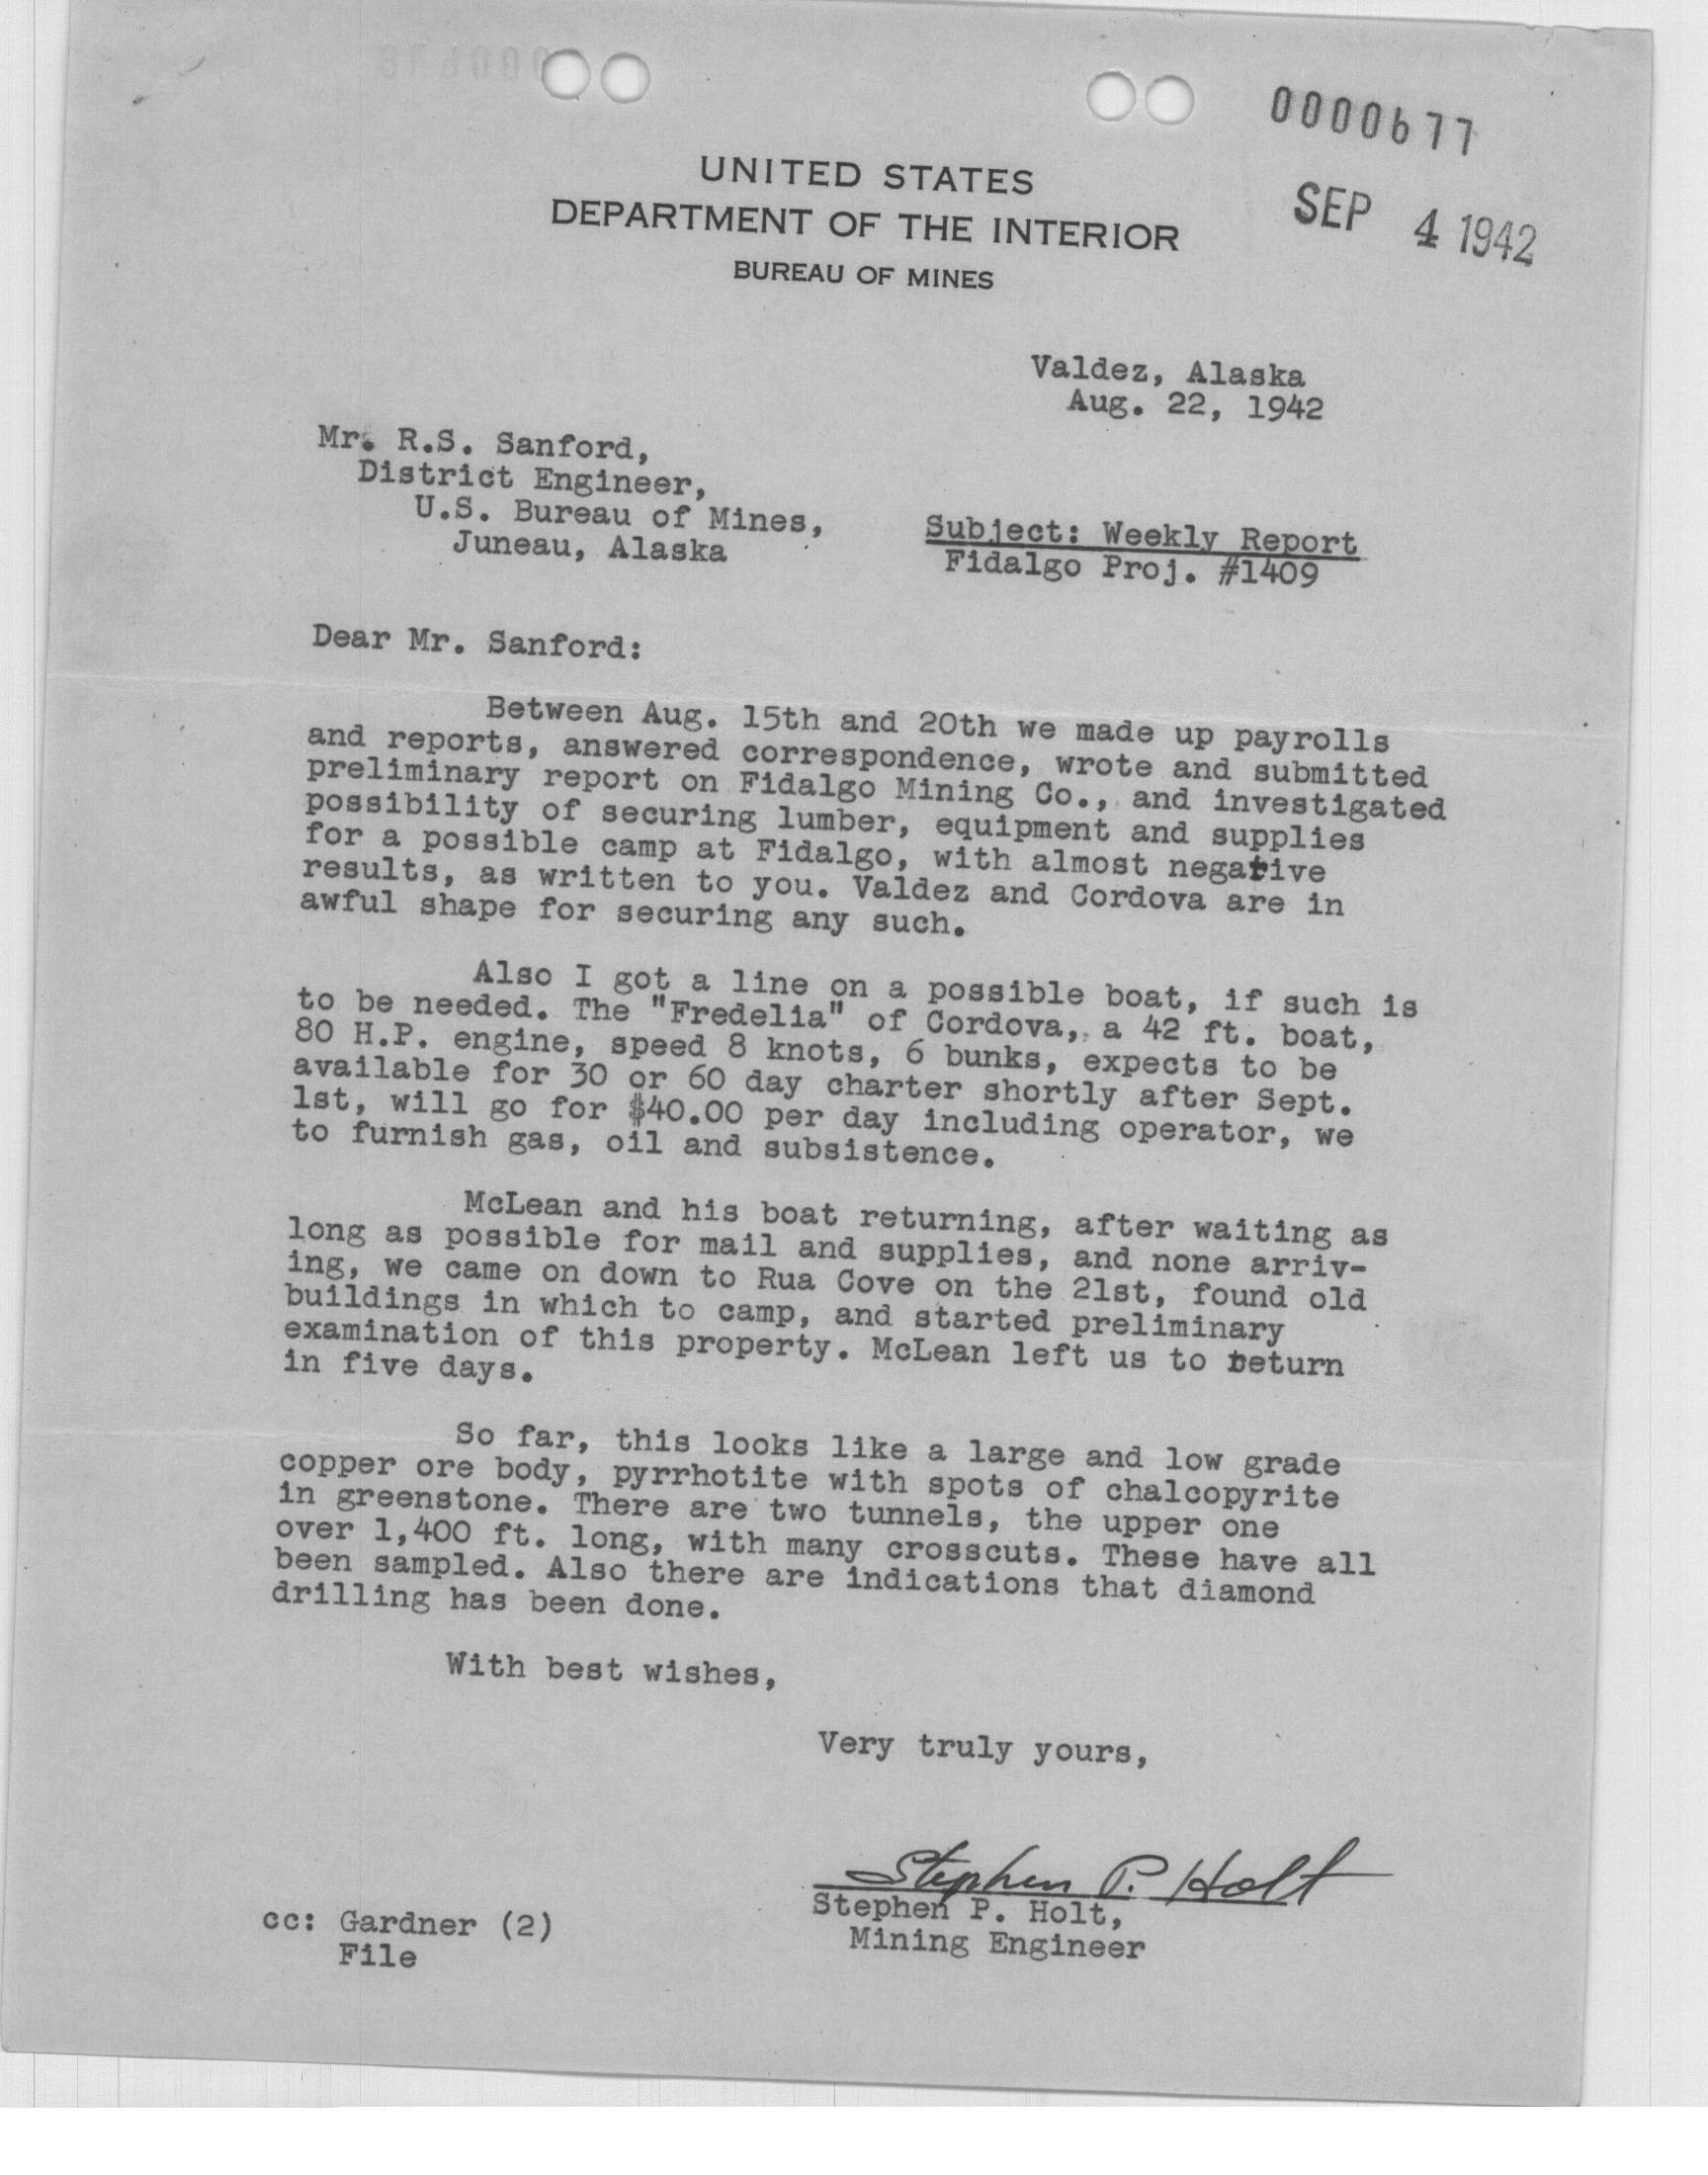 0000677
UNITED STATES
DEPARTMENT OF THE INTERIOR
BUREAU OF MINES
SEP 4 1942
Valdez, Alaska
Aug. 22, 1942
Mr. R.S. Sanford,
District Engineer,
U.S. Bureau of Mines,
Juneau, Alaska
Subject: Weekly Report
Fidalgo Proj. #1409
Dear Mr. Sanford:
Between Aug. 15th and 20th we made up payrolls
and reports, answered correspondence, wrote and submitted
preliminary report on Fidalgo Mining Co., and investigated
possibility of securing lumber, equipment and supplies
for a possible camp at Fidalgo, with almost negative
results, as written to you. Valdez and Cordova are in
awful shape for securing any such.
Also I got a line on a possible boat, if such is
to be needed. The "Fredelia" of Cordova, a 42 ft. boat,
80 H.P. engine, speed 8 knots, 6 bunks, expects to be
available for 30 or 60 day charter shortly after Sept.
1st, will go for $40.00 per day including operator, we
to furnish gas, oil and subsistence.
McLean and his boat returning, after waiting as
long as possible for mail and supplies, and none arriv-
ing, we came on down to Rua Cove on the 21st, found old
buildings in which to camp, and started preliminary
examination of this property. McLean left us to return
in five days.
So far, this looks like a large and low grade
copper ore body, pyrrhotite with spots of chalcopyrite
in greenstone. There are two tunnels, the upper one
over 1,400 ft. long, with many crosscuts. These have all
been sampled. Also there are indications that diamond
drilling has been done.
With best wishes,
Very truly yours,
Stephen P. Holt
Stephen P. Holt,
Mining Engineer
cc: Gardner (2)
File